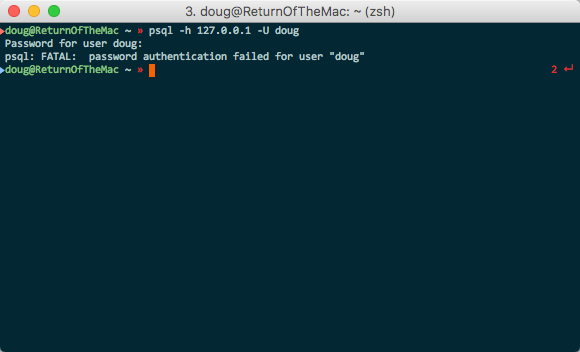 3. doug@ReturnOfTheMac: ~ (zsh)
doug@ReturnOfTheMac ~ » psql -h 127.0.0.1 -U doug
Password for user doug:
psql: FATAL:  password authentication failed for user "doug"
doug@ReturnOfTheMac ~ » 2 ↵